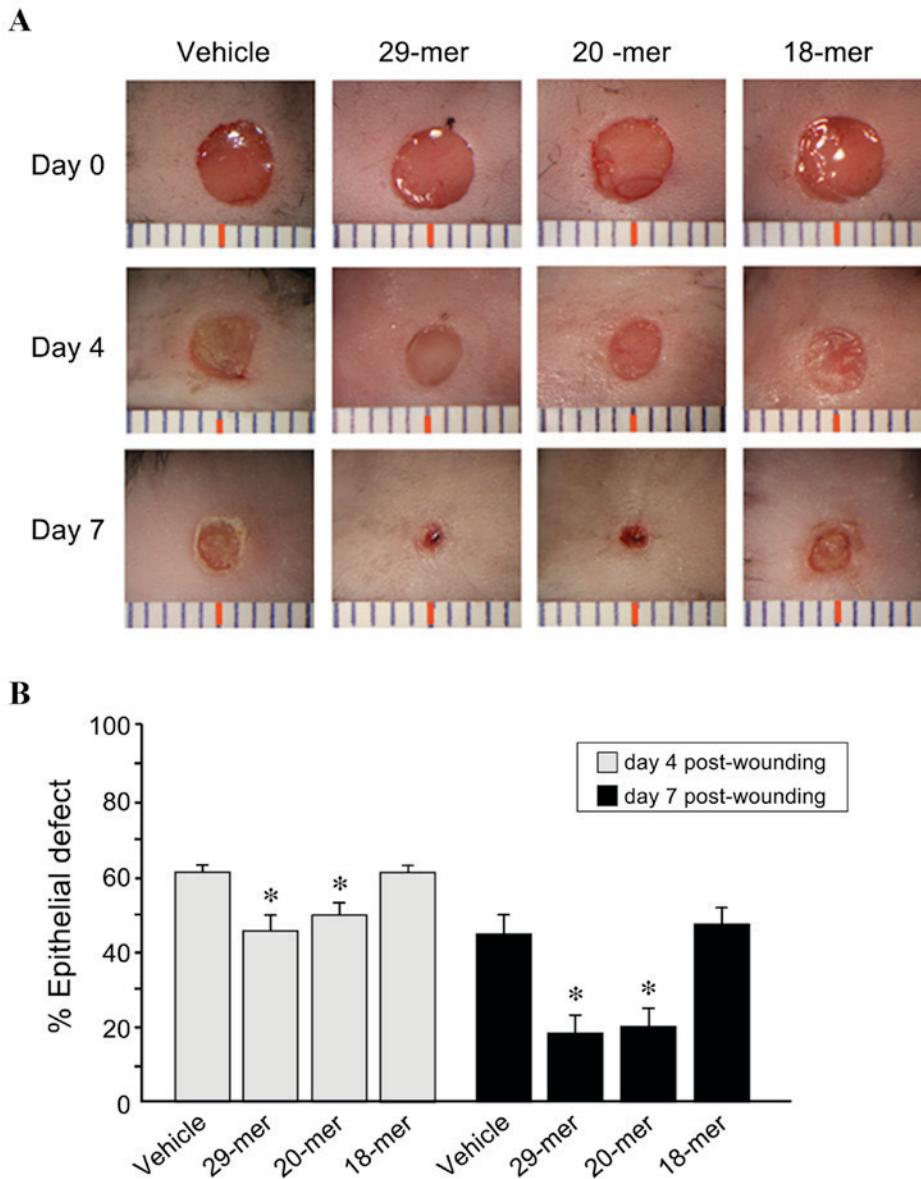 A
Vehicle 29-mer 20 -mer 18-mer
Day 0
Day 4
Day 7
B
100
80
60
40
20
0
% Epithelial defect
day 4 post-wounding
day 7 post-wounding
* * * *
Vehicle 29-mer 20-mer 18-mer Vehicle 29-mer 20-mer 18-mer